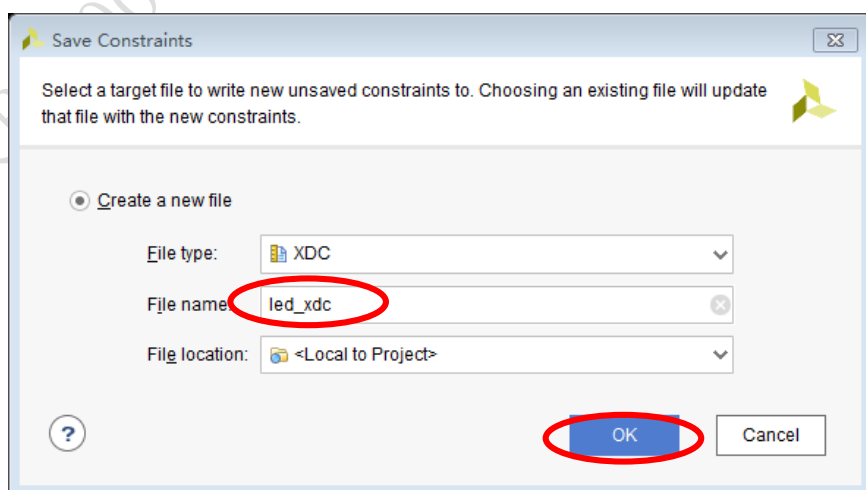 Save Constraints
Select a target file to write new unsaved constraints to. Choosing an existing file will update
that file with the new constraints.
Create a new file
File type: XDC
File name: led_xdc
File location: <Local to Project>
? OK Cancel